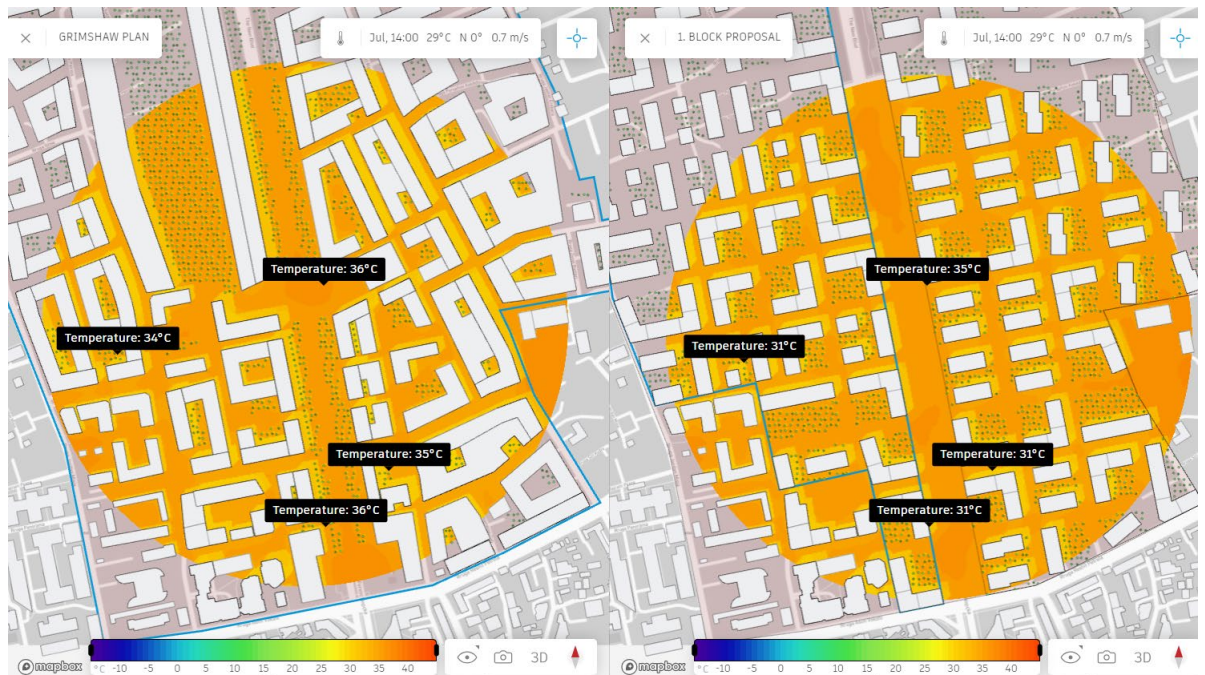 GRIMSHAW PLAN
Jul, 14:00 29°C N 0° 0.7 m/s
Temperature: 36°C
Temperature: 34°C
Temperature: 35°C
Temperature: 36°C
°C -10 -5 0 5 10 15 20 25 30 35 40
mapbox
3D
1. BLOCK PROPOSAL
Jul, 14:00 29°C N 0° 0.7 m/s
Temperature: 35°C
Temperature: 31°C
Temperature: 31°C
Temperature: 31°C
°C -10 -5 0 5 10 15 20 25 30 35 40
mapbox
3D